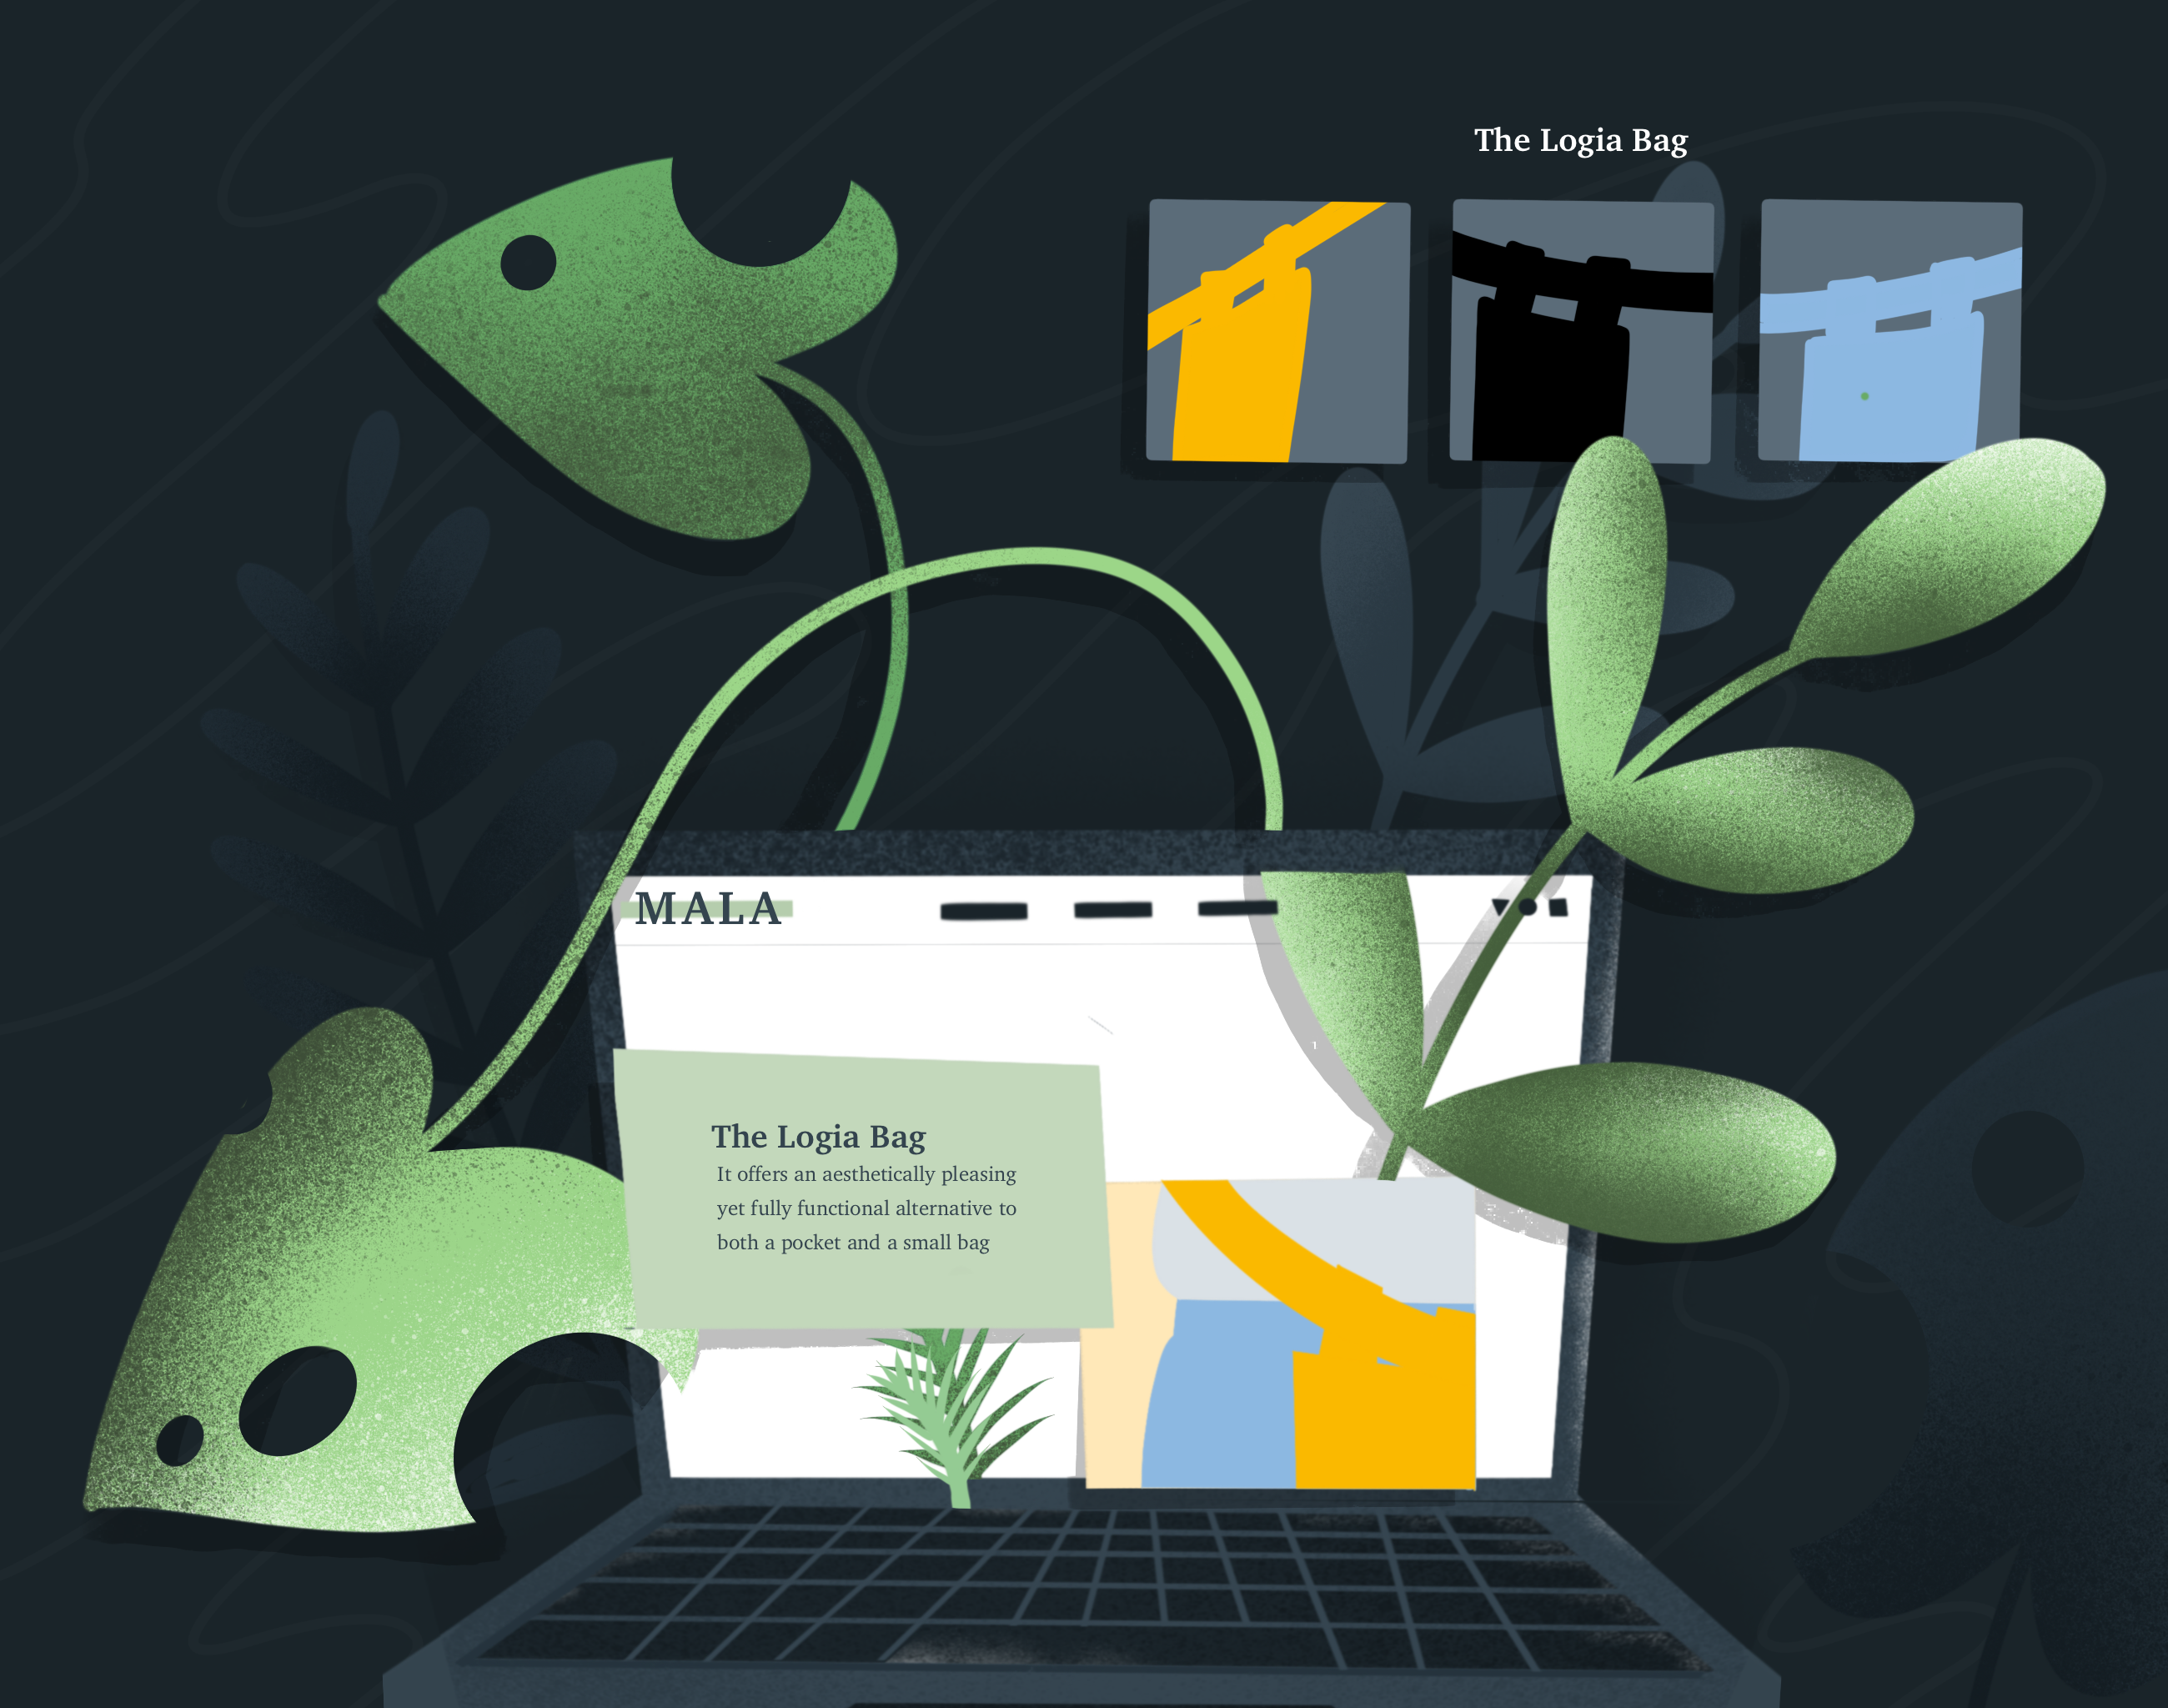 The Logia Bag
MALA
The Logia Bag
It offers an aesthetically pleasing
yet fully functional alternative to
both a pocket and a small bag